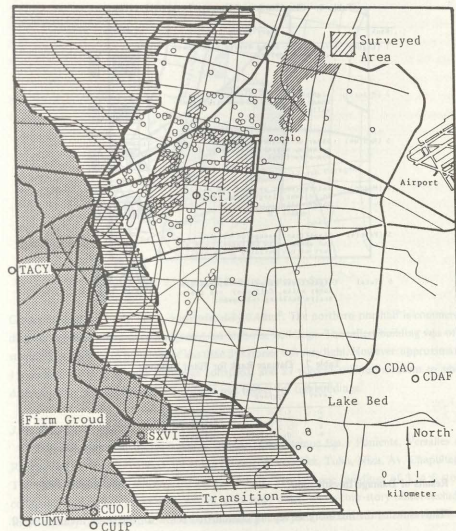 Surveyed
Area
Zoçalo
Airport
SCT1
TACY
CDAO
CDAF
Lake Bed
Firm Groud
SXVI
North
Transition
0 1
kilometer
CUO1
CUMV
CUIP